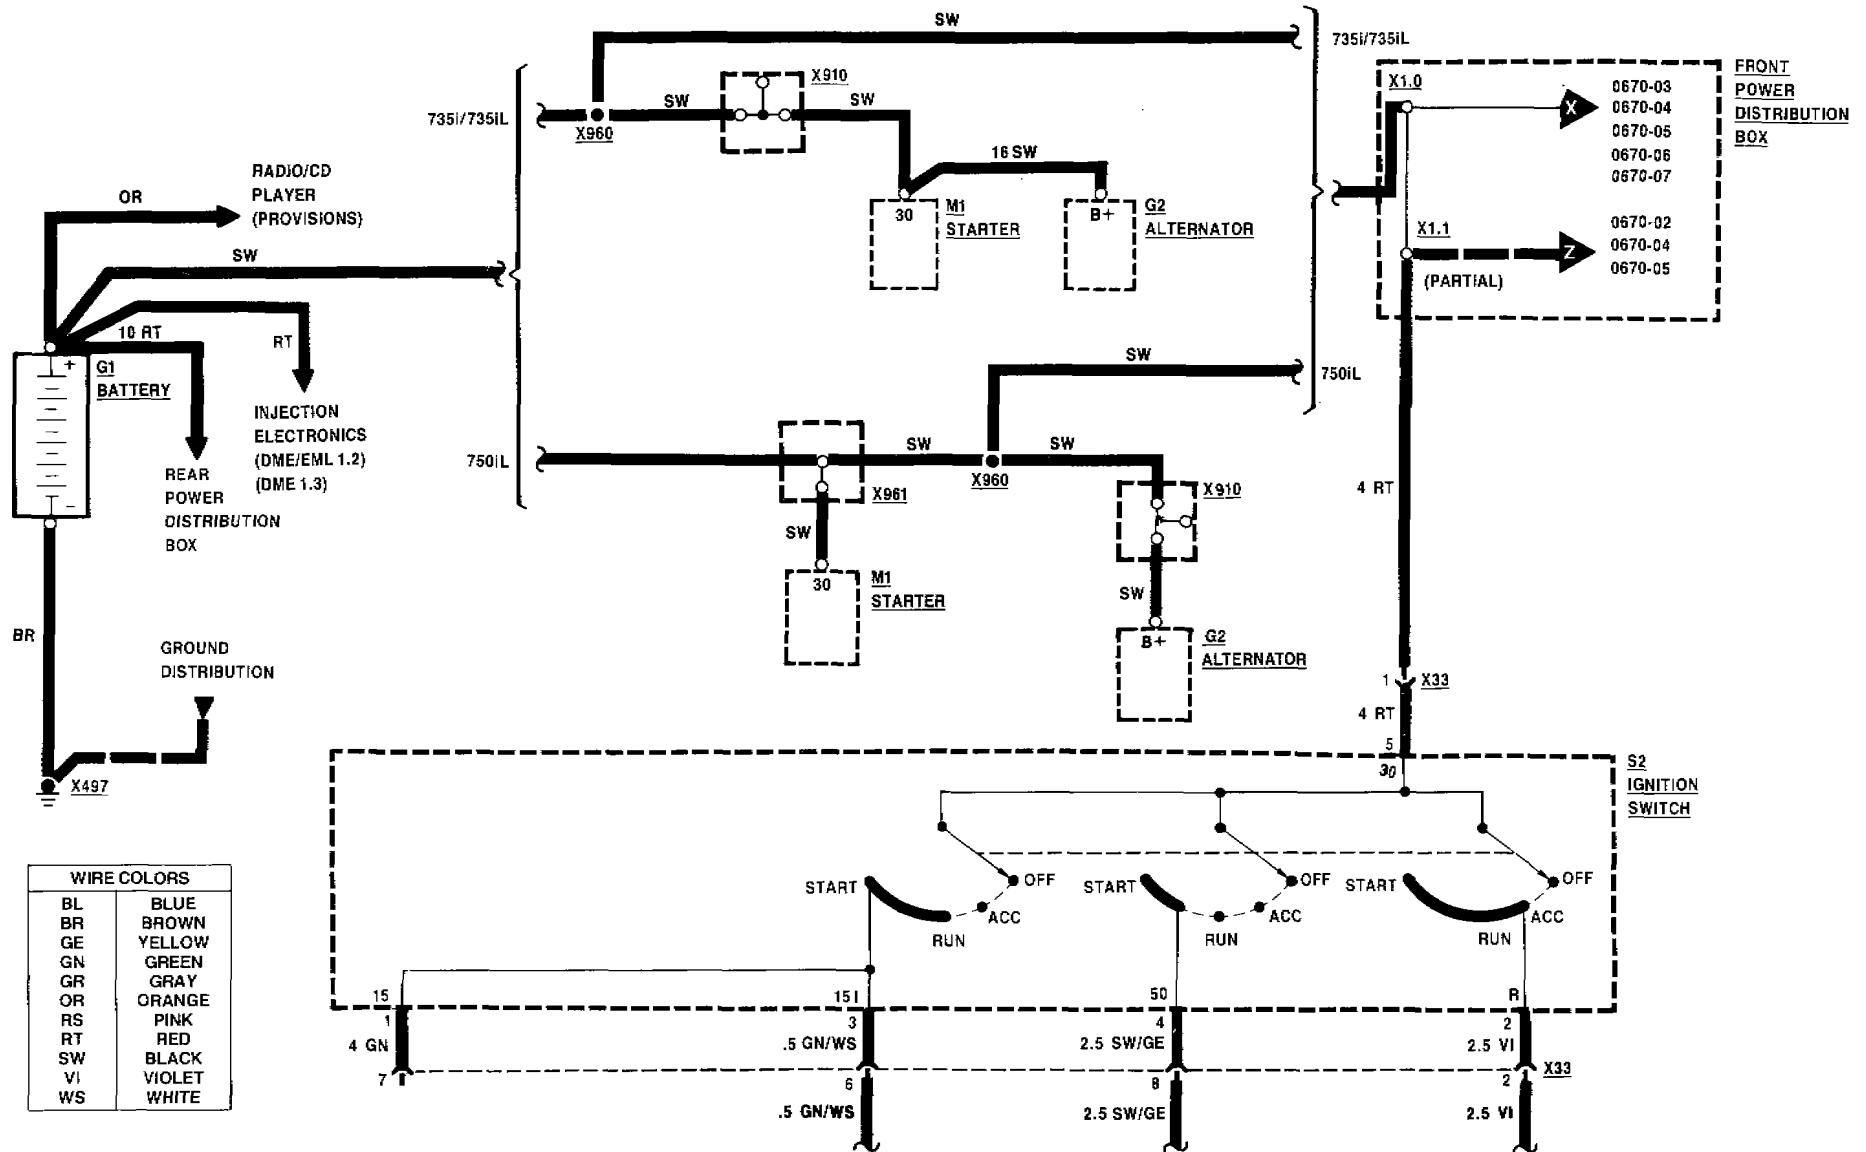 SW
735i/735iL
X910
SW
SW
735i/735iL
X960
16 SW
30
M1
STARTER
B+
G2
ALTERNATOR
FRONT
POWER
DISTRIBUTION
BOX
X1.0
X
0670-03
0670-04
0670-05
0670-06
0670-07
X1.1
Z
(PARTIAL)
0670-02
0670-04
0670-05
RADIO/CD
PLAYER
(PROVISIONS)
OR
SW
10 RT
RT
+
G1
BATTERY
-
INJECTION
ELECTRONICS
(DME/EML 1.2)
(DME 1.3)
REAR
POWER
DISTRIBUTION
BOX
SW
750iL
750iL
SW
SW
X961
X960
X910
SW
SW
30
M1
STARTER
B+
G2
ALTERNATOR
4 RT
BR
GROUND
DISTRIBUTION
X497
1
X33
4 RT
5
30
S2
IGNITION
SWITCH
START
OFF
ACC
RUN
START
OFF
ACC
RUN
START
OFF
ACC
RUN
15
15I
50
R
1
3
4
2
4 GN
.5 GN/WS
2.5 SW/GE
2.5 VI
7
6
8
2
X33
.5 GN/WS
2.5 SW/GE
2.5 VI
WIRE COLORS
BL BLUE
BR BROWN
GE YELLOW
GN GREEN
GR GRAY
OR ORANGE
RS PINK
RT RED
SW BLACK
VI VIOLET
WS WHITE